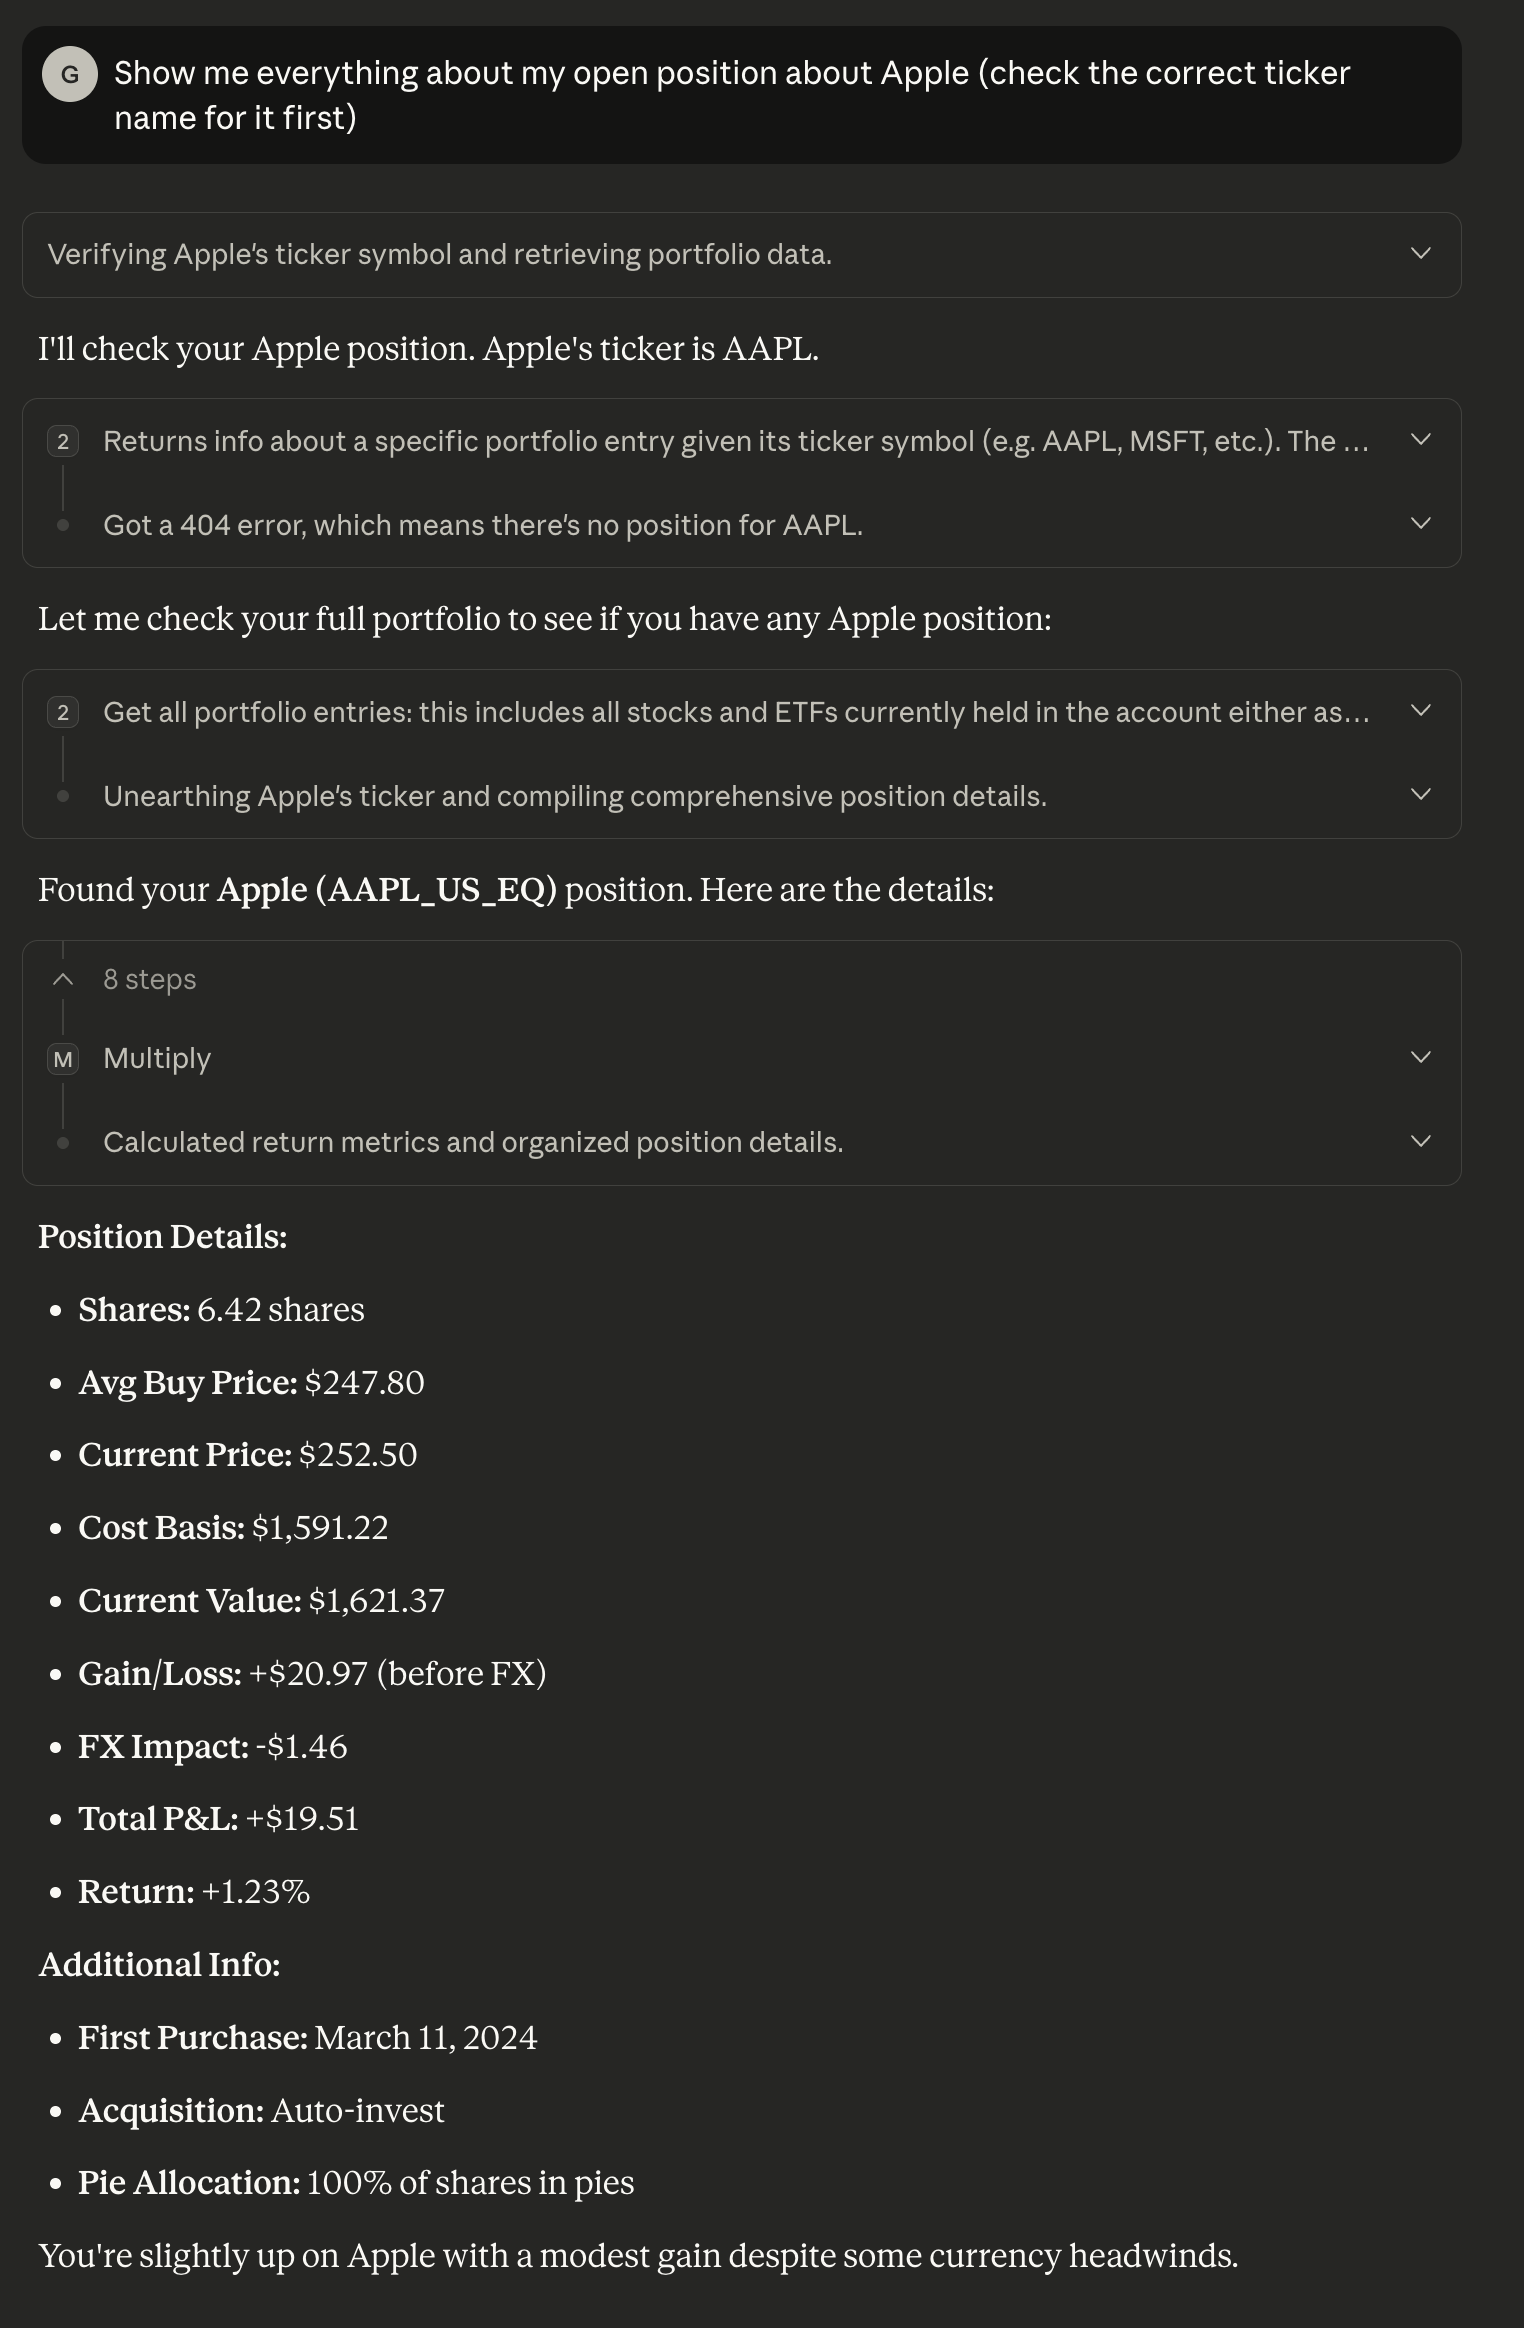 G
Show me everything about my open position about Apple (check the correct ticker
name for it first)
Verifying Apple's ticker symbol and retrieving portfolio data.
I'll check your Apple position. Apple's ticker is AAPL.
2 Returns info about a specific portfolio entry given its ticker symbol (e.g. AAPL, MSFT, etc.). The ...
Got a 404 error, which means there's no position for AAPL.
Let me check your full portfolio to see if you have any Apple position:
2 Get all portfolio entries: this includes all stocks and ETFs currently held in the account either as...
Unearthing Apple's ticker and compiling comprehensive position details.
Found your Apple (AAPL_US_EQ) position. Here are the details:
8 steps
M Multiply
Calculated return metrics and organized position details.
Position Details:
• Shares: 6.42 shares
• Avg Buy Price: $247.80
• Current Price: $252.50
• Cost Basis: $1,591.22
• Current Value: $1,621.37
• Gain/Loss: +$20.97 (before FX)
• FX Impact: -$1.46
• Total P&L: +$19.51
• Return: +1.23%
Additional Info:
• First Purchase: March 11, 2024
• Acquisition: Auto-invest
• Pie Allocation: 100% of shares in pies
You're slightly up on Apple with a modest gain despite some currency headwinds.